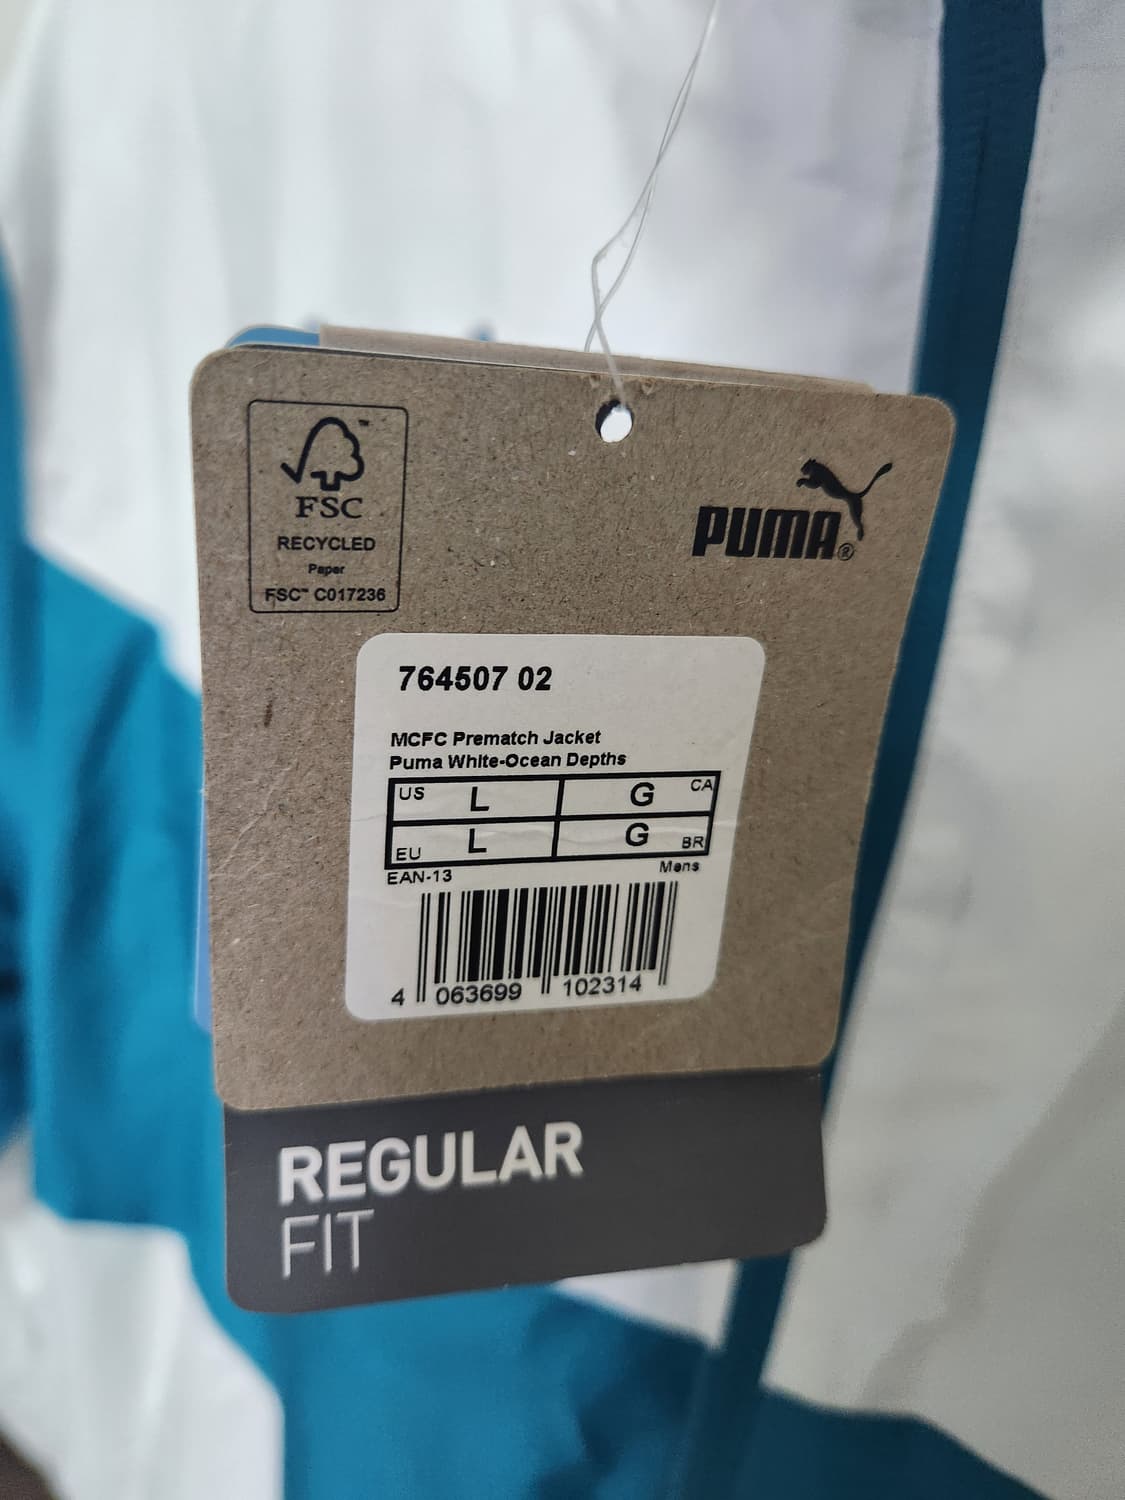 FSC™
RECYCLED
Paper
FSC™ C017236
PUMA®
764507 02
MCFC Prematch Jacket
Puma White-Ocean Depths
US L G CA
EU L G BR
EAN-13 Mens
4 063699 102314
REGULAR
FIT